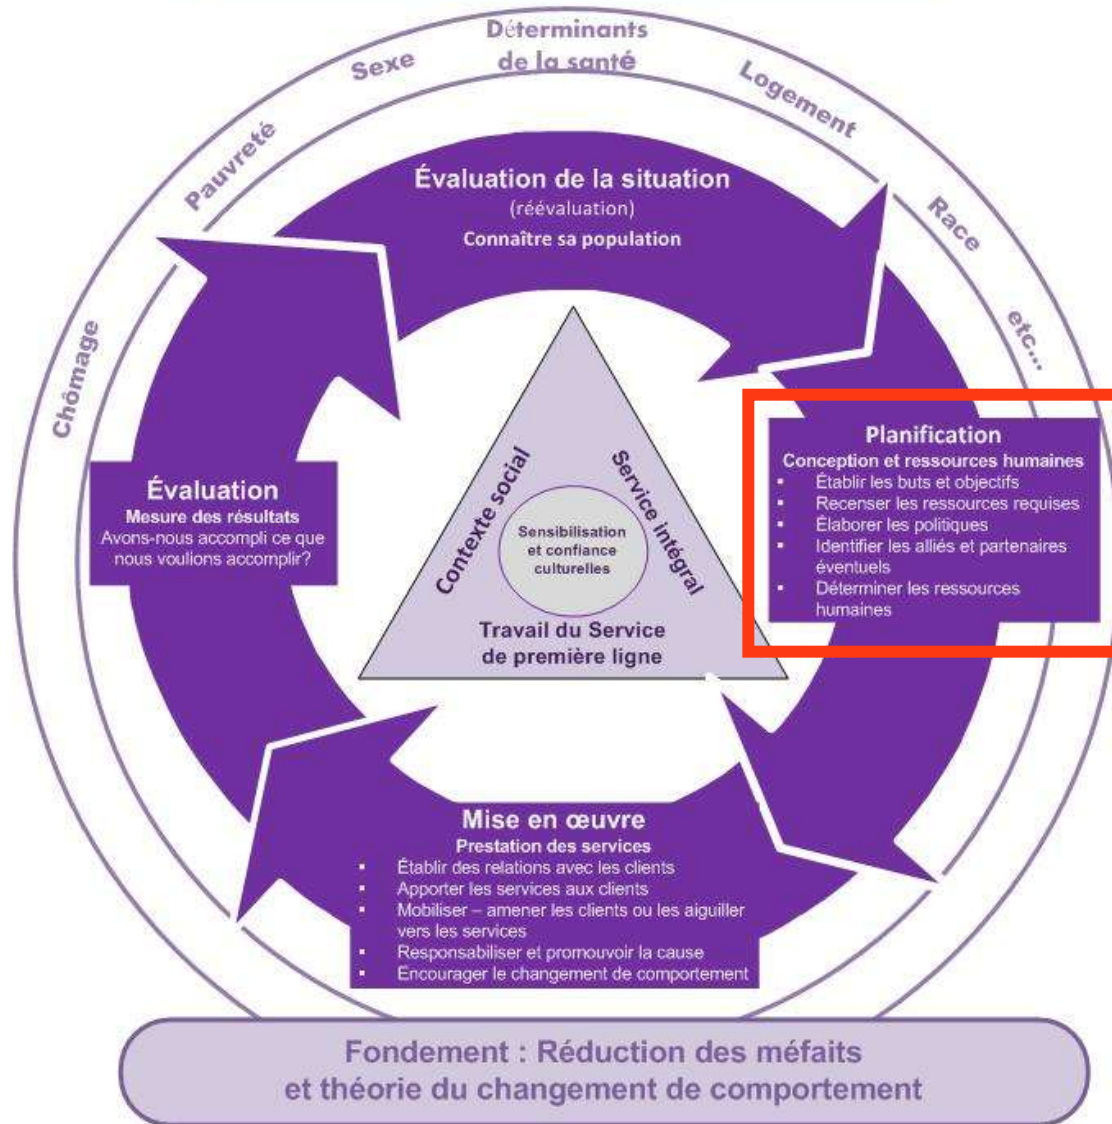 Déterminants
de la santé
Sexe
Logement
Pauvreté
Race
Chômage
etc...
Évaluation de la situation
(réévaluation)
Connaître sa population
Planification
Conception et ressources humaines
▪ Établir les buts et objectifs
▪ Recenser les ressources requises
▪ Élaborer les politiques
▪ Identifier les alliés et partenaires
éventuels
▪ Déterminer les ressources
humaines
Évaluation
Mesure des résultats
Avons-nous accompli ce que
nous voulions accomplir?
Contexte social
Service intégral
Sensibilisation
et confiance
culturelles
Travail du Service
de première ligne
Mise en œuvre
Prestation des services
▪ Établir des relations avec les clients
▪ Apporter les services aux clients
▪ Mobiliser – amener les clients ou les aiguiller
vers les services
▪ Responsabiliser et promouvoir la cause
▪ Encourager le changement de comportement
Fondement : Réduction des méfaits
et théorie du changement de comportement